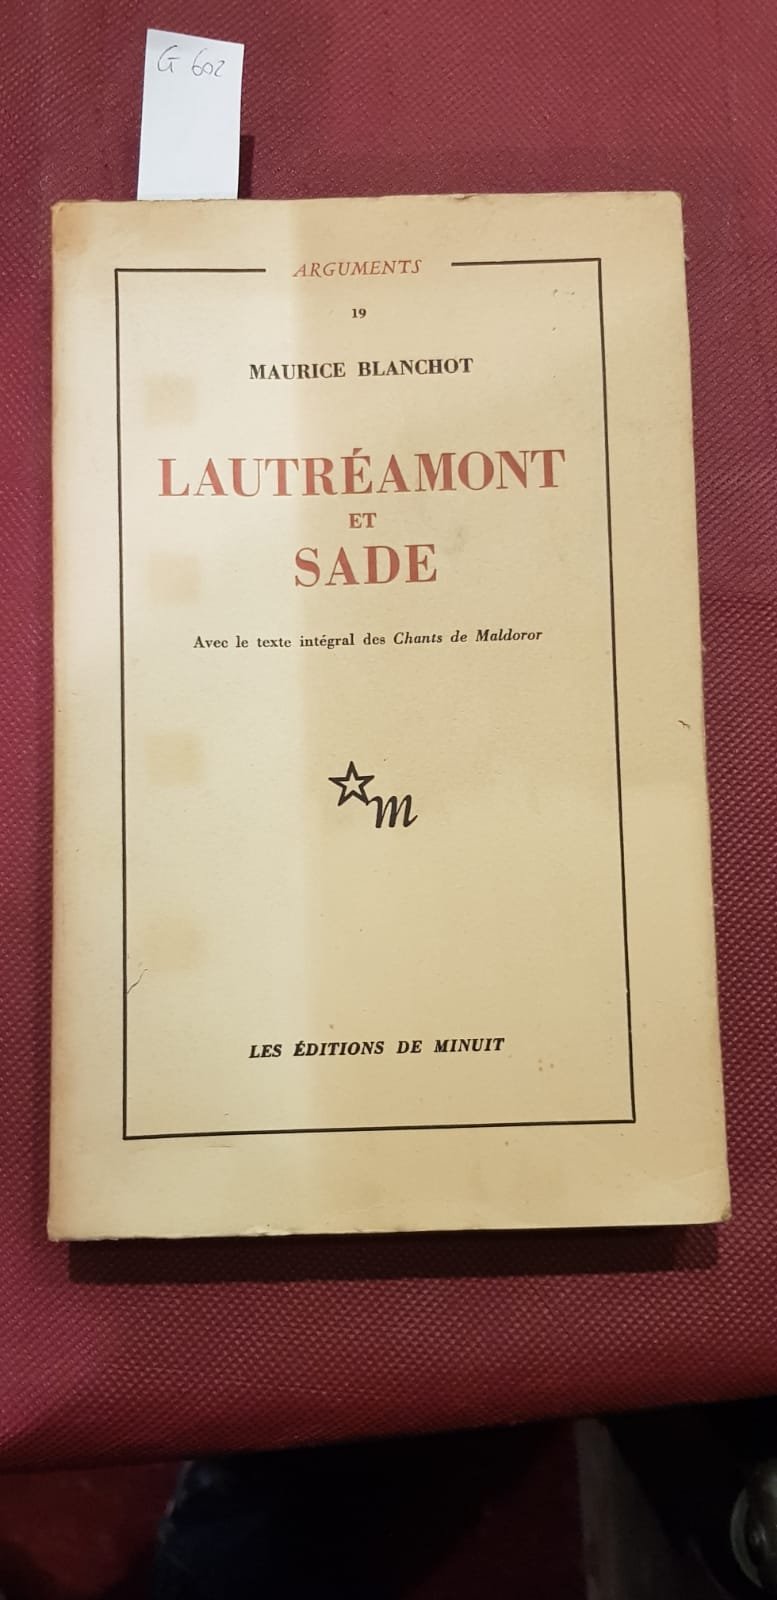 G 602
ARGUMENTS
19
MAURICE BLANCHOT
LAUTRÉAMONT
ET
SADE
Avec le texte intégral des Chants de Maldoror
m
LES ÉDITIONS DE MINUIT